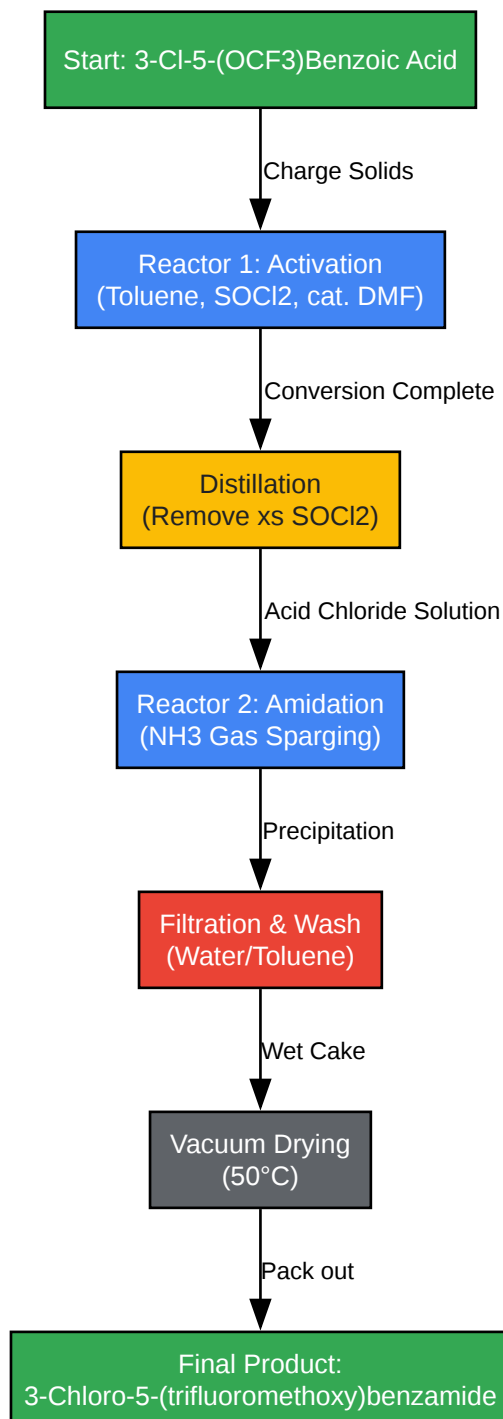 Start: 3-Cl-5-(OCF3)Benzoic Acid
Charge Solids
Reactor 1: Activation
(Toluene, SOCl2, cat. DMF)
Conversion Complete
Distillation
(Remove xs SOCl2)
Acid Chloride Solution
Reactor 2: Amidation
(NH3 Gas Sparging)
Precipitation
Filtration & Wash
(Water/Toluene)
Wet Cake
Vacuum Drying
(50°C)
Pack out
Final Product:
3-Chloro-5-(trifluoromethoxy)benzamide